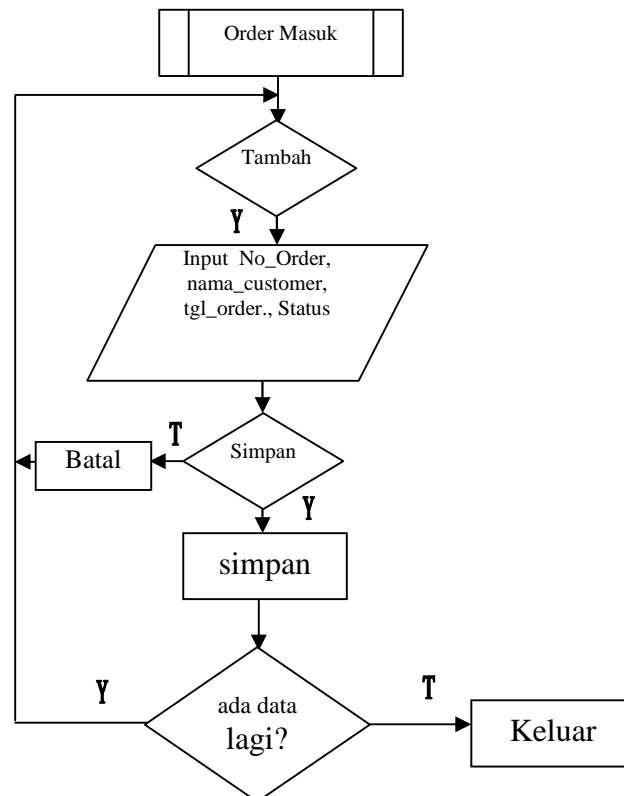 Order Masuk
Tambah
Y
Input No_Order,
nama_customer,
tgl_order., Status
T
Batal
Simpan
Y
simpan
Y
ada data
lagi?
T
Keluar